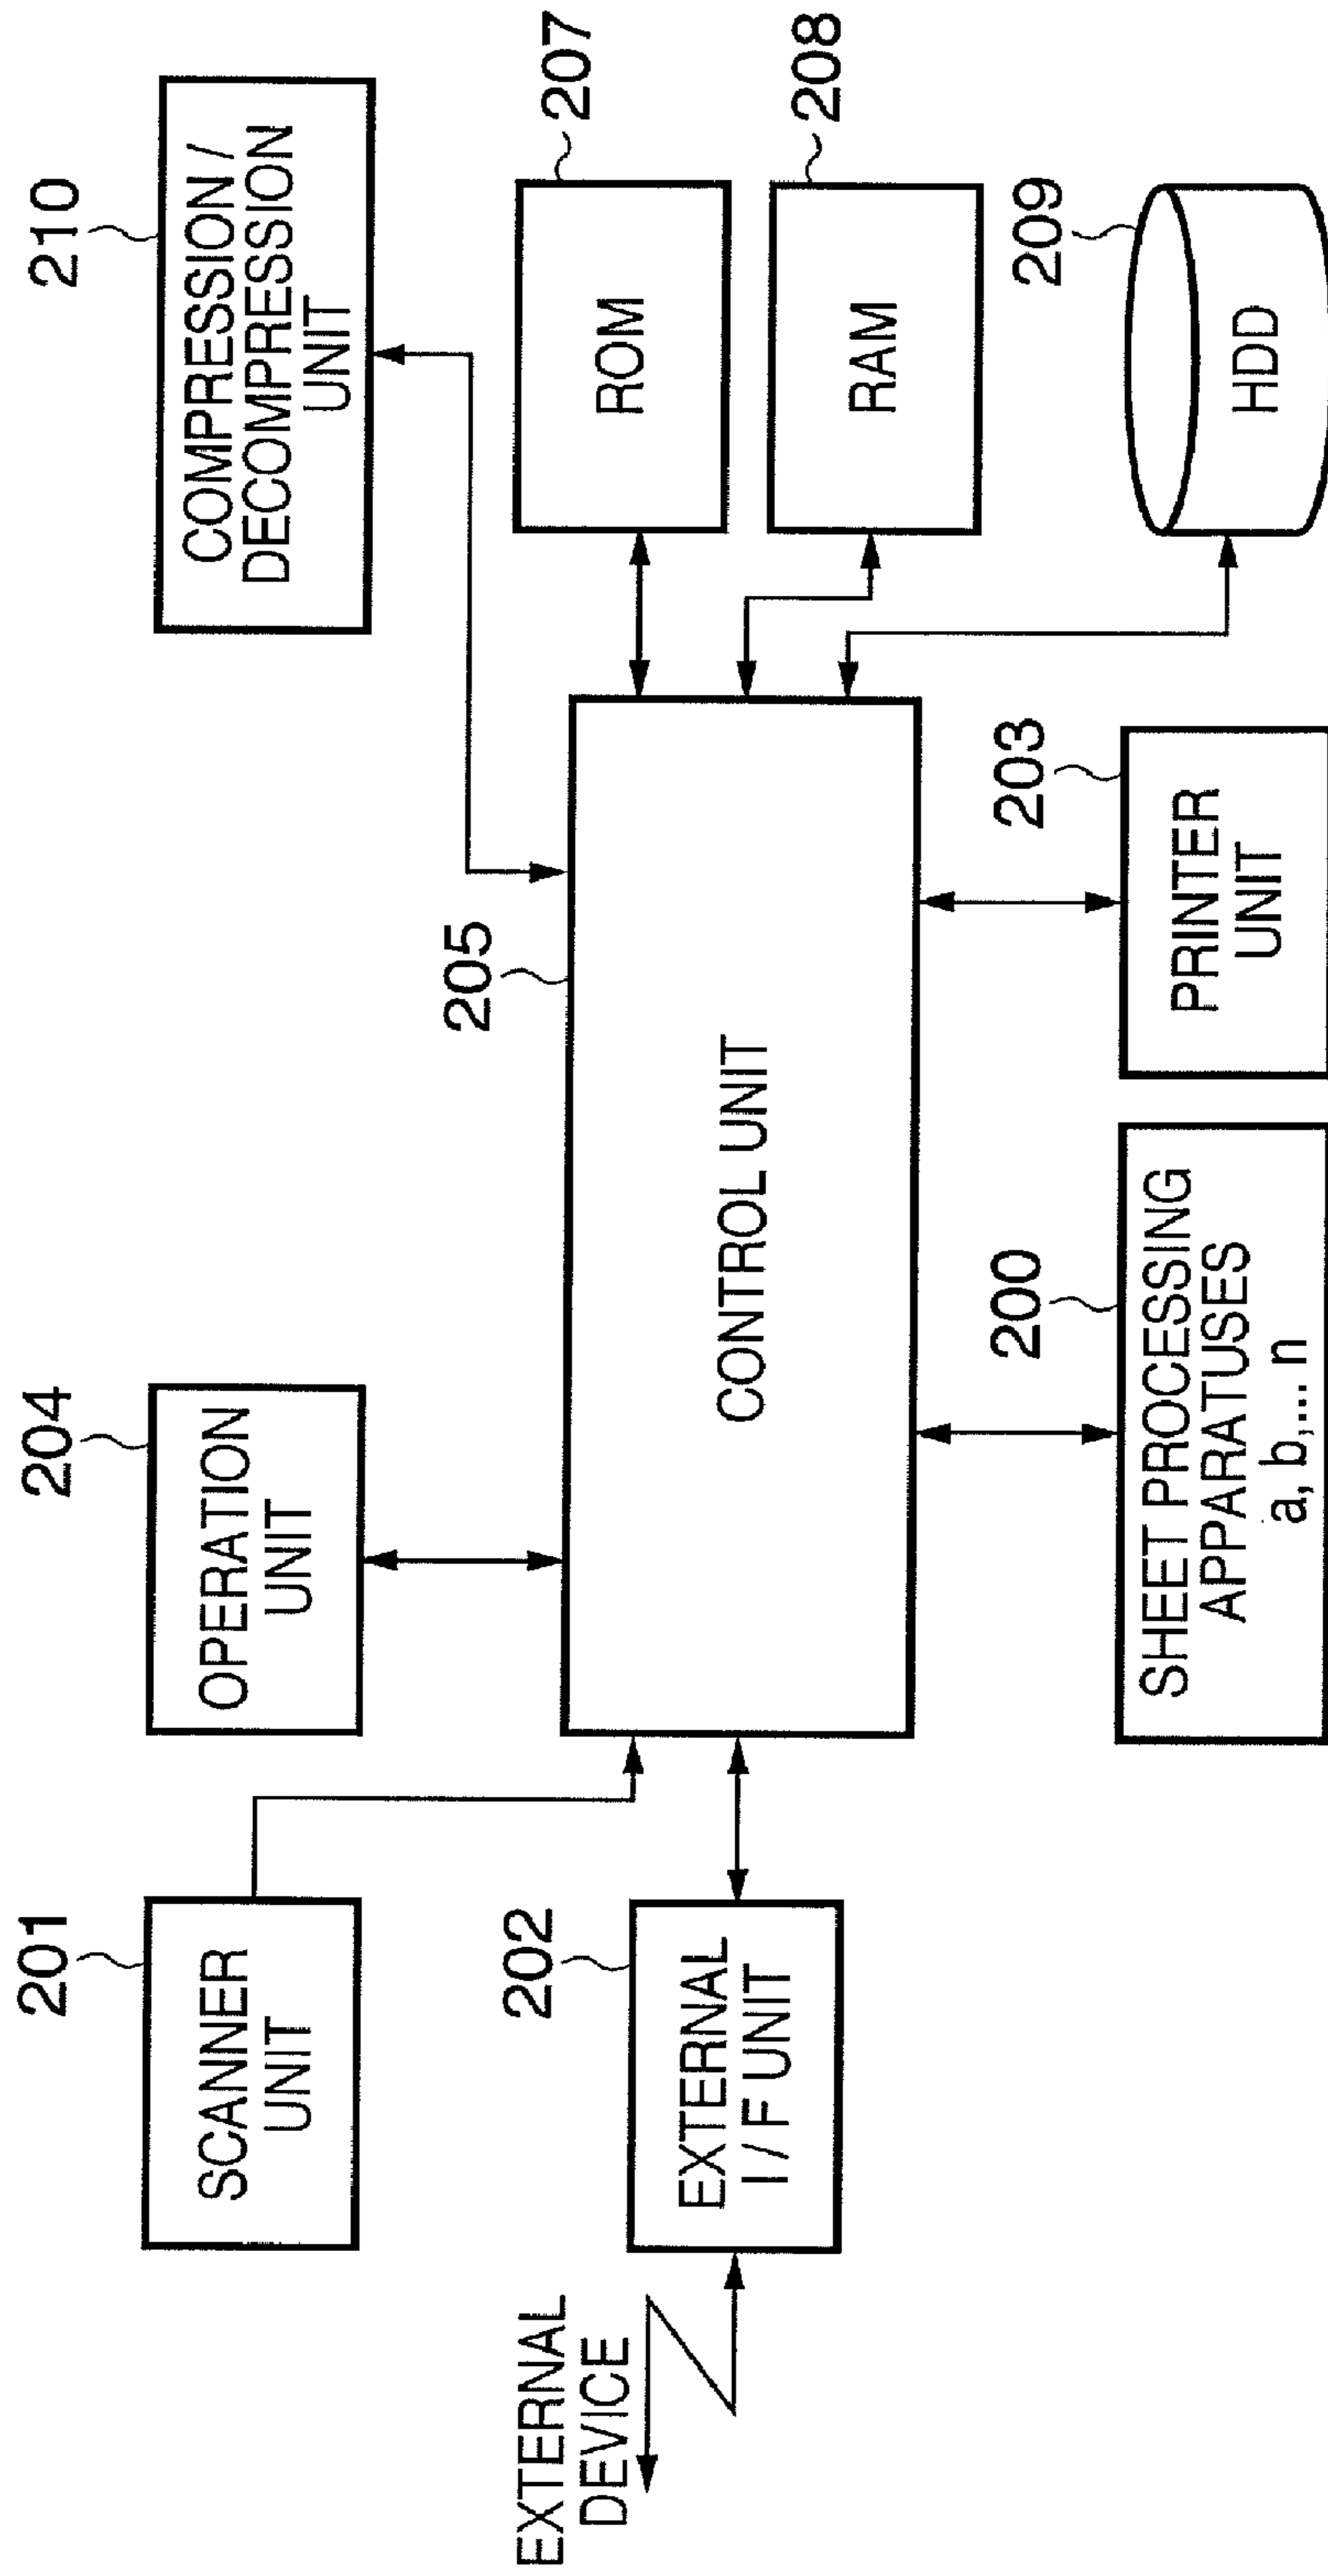 201
SCANNER
UNIT
204
OPERATION
UNIT
210
COMPRESSION /
DECOMPRESSION
UNIT
EXTERNAL
DEVICE
202
EXTERNAL
I / F UNIT
205
CONTROL UNIT
207
ROM
208
RAM
209
HDD
200
SHEET PROCESSING
APPARATUSES
a, b,... n
203
PRINTER
UNIT